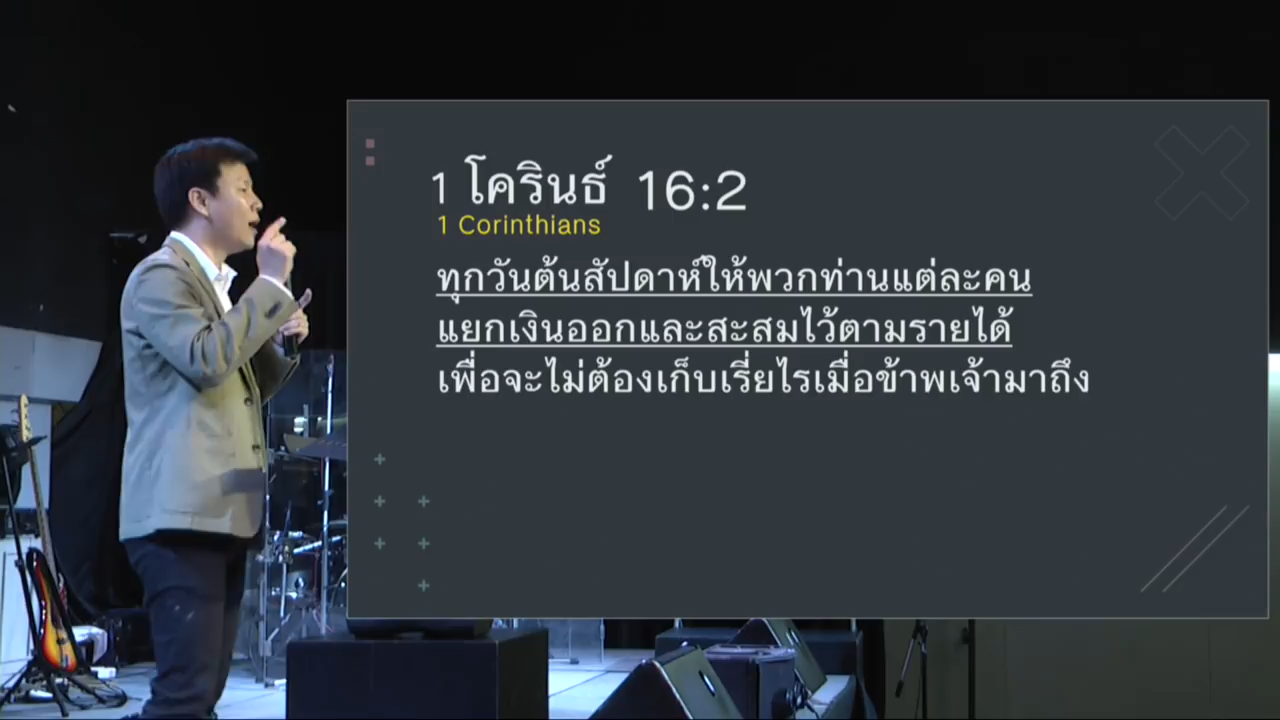 1 โครินธ์ 16:2
1 Corinthians
ทุกวันต้นสัปดาห์ให้พวกท่านแต่ละคน
แยกเงินออกและสะสมไว้ตามรายได้
เพื่อจะไม่ต้องเก็บเรี่ยไรเมื่อข้าพเจ้ามาถึง